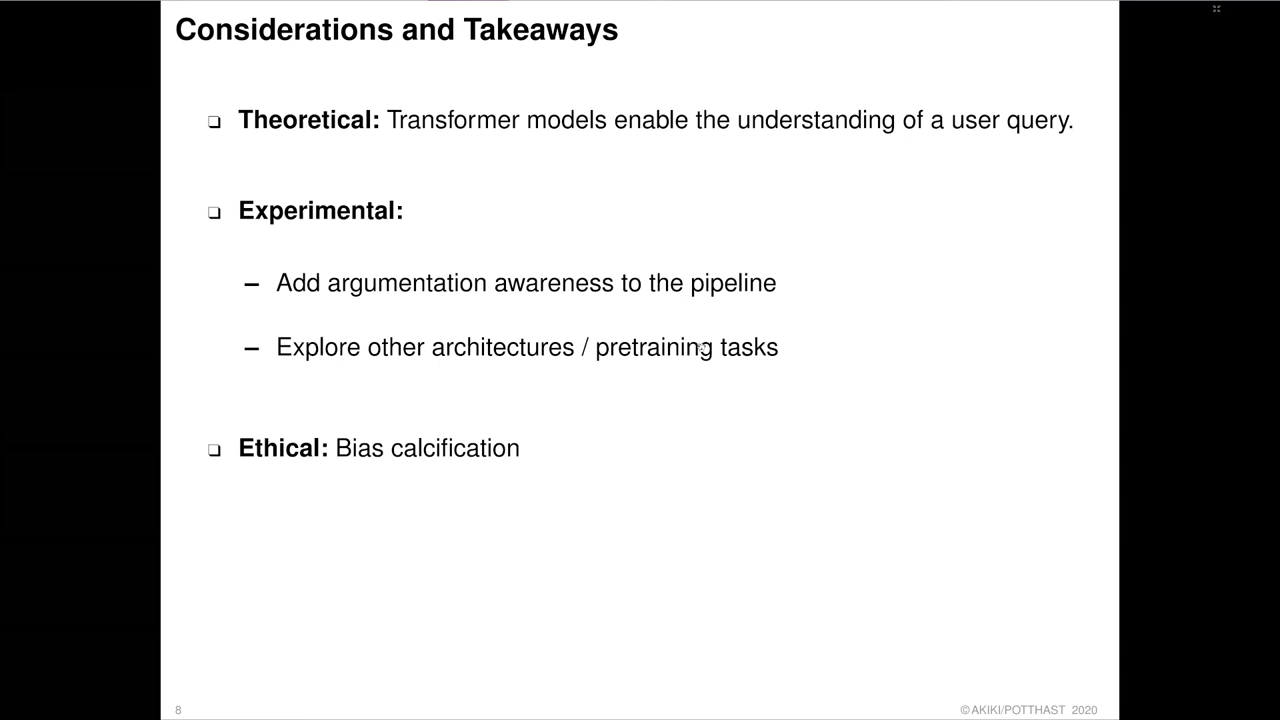 Considerations and Takeaways
❑ Theoretical: Transformer models enable the understanding of a user query.
❑ Experimental:
– Add argumentation awareness to the pipeline
– Explore other architectures / pretraining tasks
❑ Ethical: Bias calcification
8
©AKIKI/POTTHAST 2020